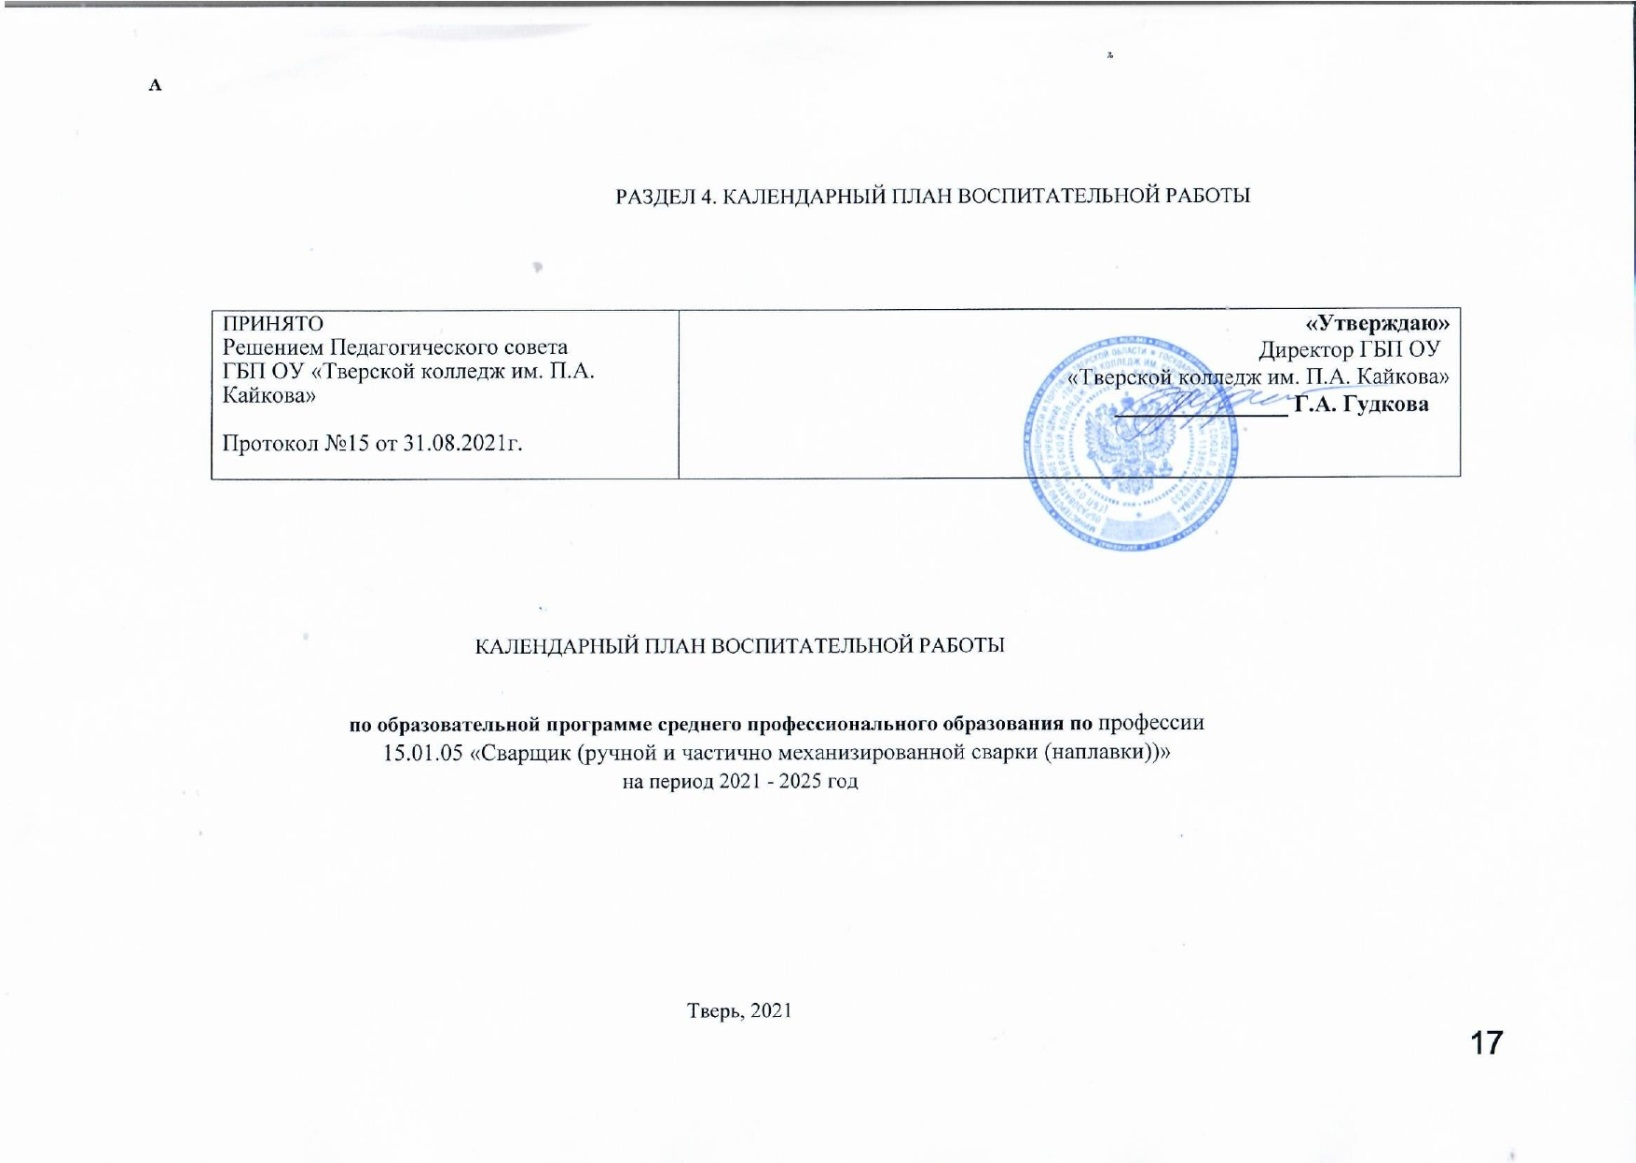 А
РАЗДЕЛ 4. КАЛЕНДАРНЫЙ ПЛАН ВОСПИТАТЕЛЬНОЙ РАБОТЫ
ПРИНЯТО
Решением Педагогического совета
ГБП ОУ «Тверской колледж им. П.А.
Кайкова»
Протокол №15 от 31.08.2021г.
«Утверждаю»
Директор ГБП ОУ
«Тверской колледж им. П.А. Кайкова»
Г.А. Гудкова
КАЛЕНДАРНЫЙ ПЛАН ВОСПИТАТЕЛЬНОЙ РАБОТЫ
по образовательной программе среднего профессионального образования по профессии
15.01.05 «Сварщик (ручной и частично механизированной сварки (наплавки))»
на период 2021 - 2025 год
Тверь, 2021
17